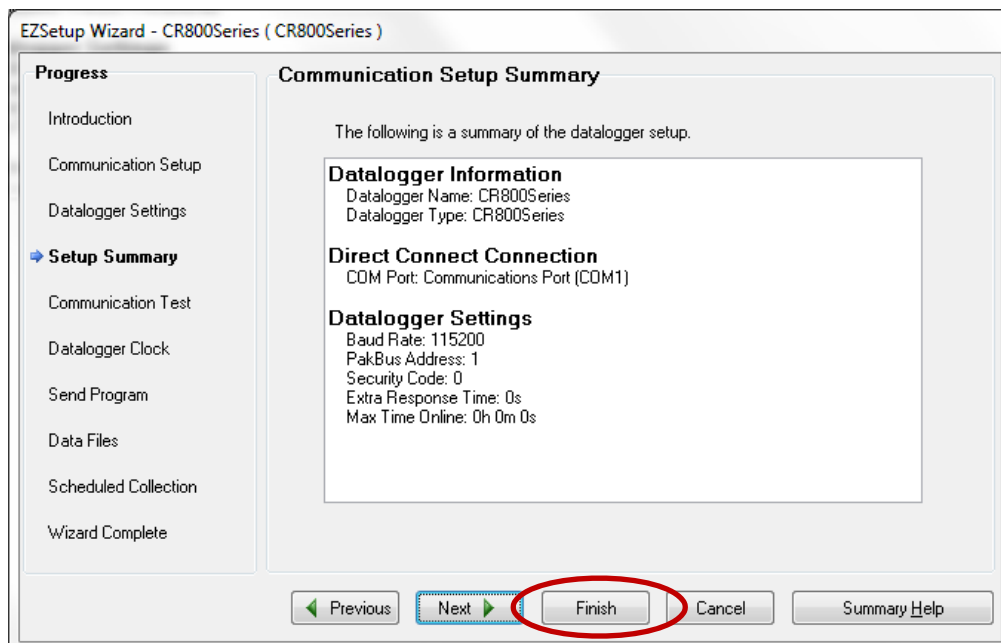 EZSetup Wizard - CR800Series ( CR800Series )
Progress
Introduction
Communication Setup
Datalogger Settings
Setup Summary
Communication Test
Datalogger Clock
Send Program
Data Files
Scheduled Collection
Wizard Complete
Communication Setup Summary
The following is a summary of the datalogger setup.
Datalogger Information
Datalogger Name: CR800Series
Datalogger Type: CR800Series
Direct Connect Connection
COM Port: Communications Port (COM1)
Datalogger Settings
Baud Rate: 115200
PakBus Address: 1
Security Code: 0
Extra Response Time: 0s
Max Time Online: 0h 0m 0s
Previous
Next
Finish
Cancel
Summary Help